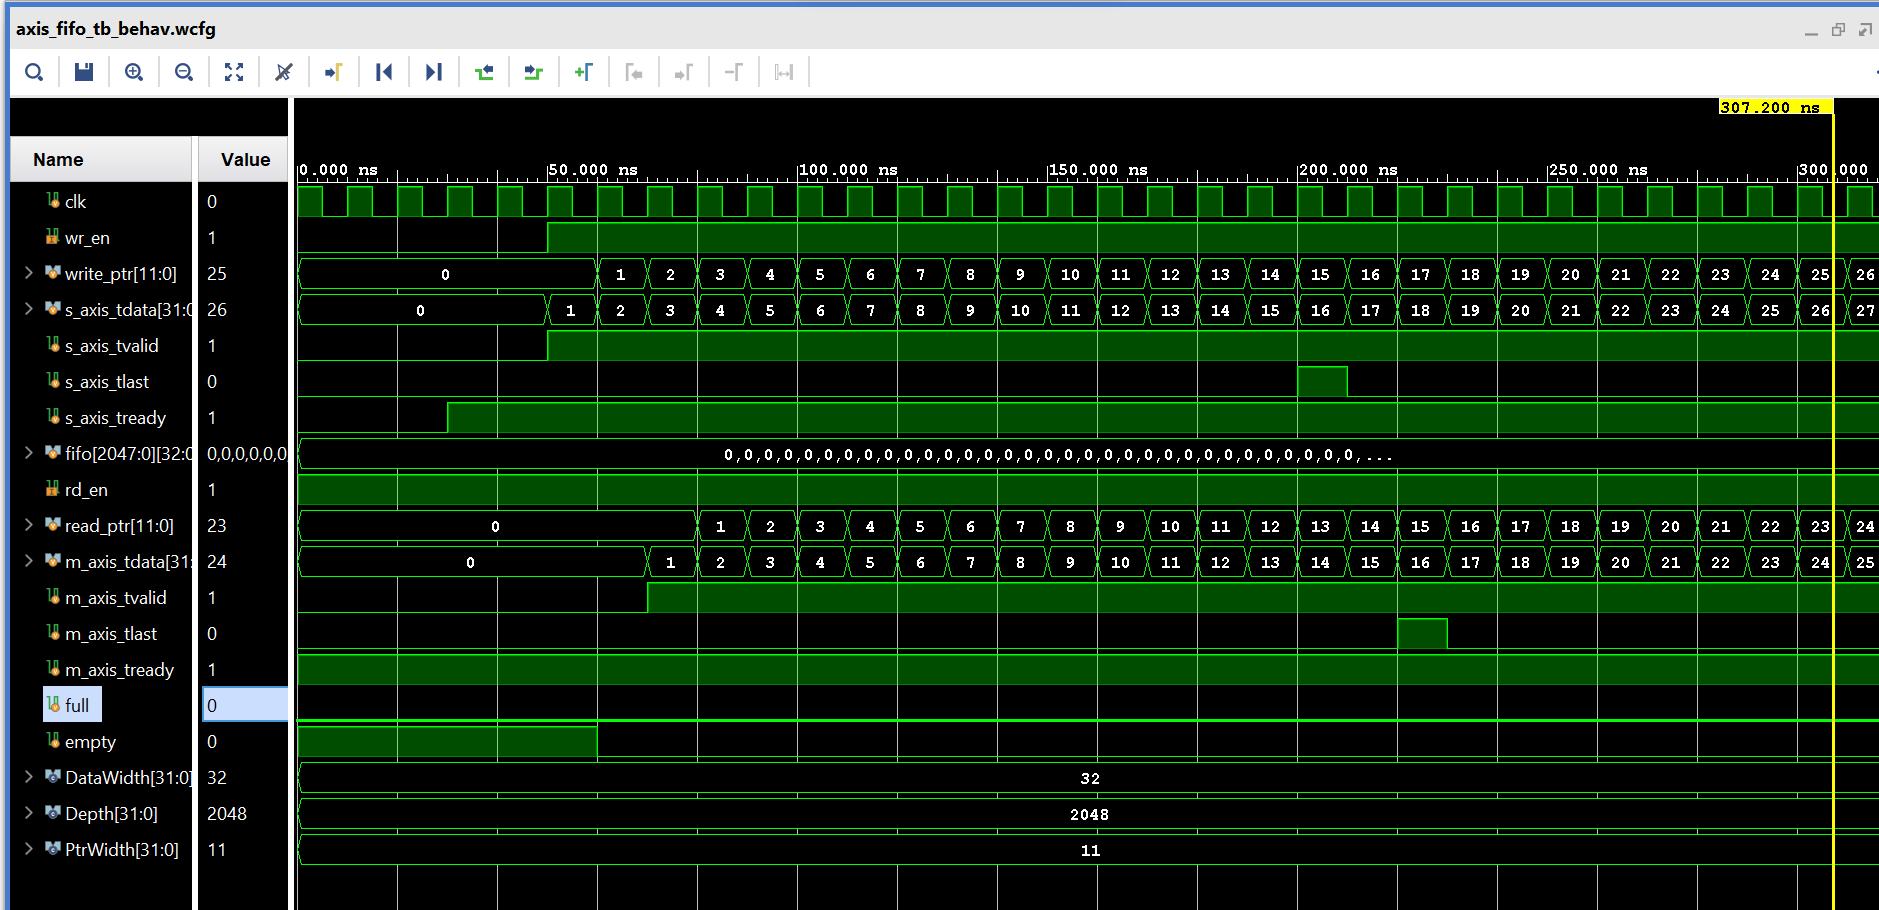 axis_fifo_tb_behav.wcfg
307.200 ns
Name Value
0.000 ns 50.000 ns 100.000 ns 150.000 ns 200.000 ns 250.000 ns 300.000
clk 0
wr_en 1
write_ptr[11:0] 25 0 1 2 3 4 5 6 7 8 9 10 11 12 13 14 15 16 17 18 19 20 21 22 23 24 25 26
s_axis_tdata[31:0 26 0 1 2 3 4 5 6 7 8 9 10 11 12 13 14 15 16 17 18 19 20 21 22 23 24 25 26 27
s_axis_tvalid 1
s_axis_tlast 0
s_axis_tready 1
fifo[2047:0][32:0 0,0,0,0,0,0, 0,0,0,0,0,0,0,0,0,0,0,0,0,0,0,0,0,0,0,0,0,0,0,0,0,0,0,0,0,0,...
rd_en 1
read_ptr[11:0] 23 0 1 2 3 4 5 6 7 8 9 10 11 12 13 14 15 16 17 18 19 20 21 22 23 24
m_axis_tdata[31: 24 0 1 2 3 4 5 6 7 8 9 10 11 12 13 14 15 16 17 18 19 20 21 22 23 24 25
m_axis_tvalid 1
m_axis_tlast 0
m_axis_tready 1
full 0
empty 0
DataWidth[31:0] 32 32
Depth[31:0] 2048 2048
PtrWidth[31:0] 11 11